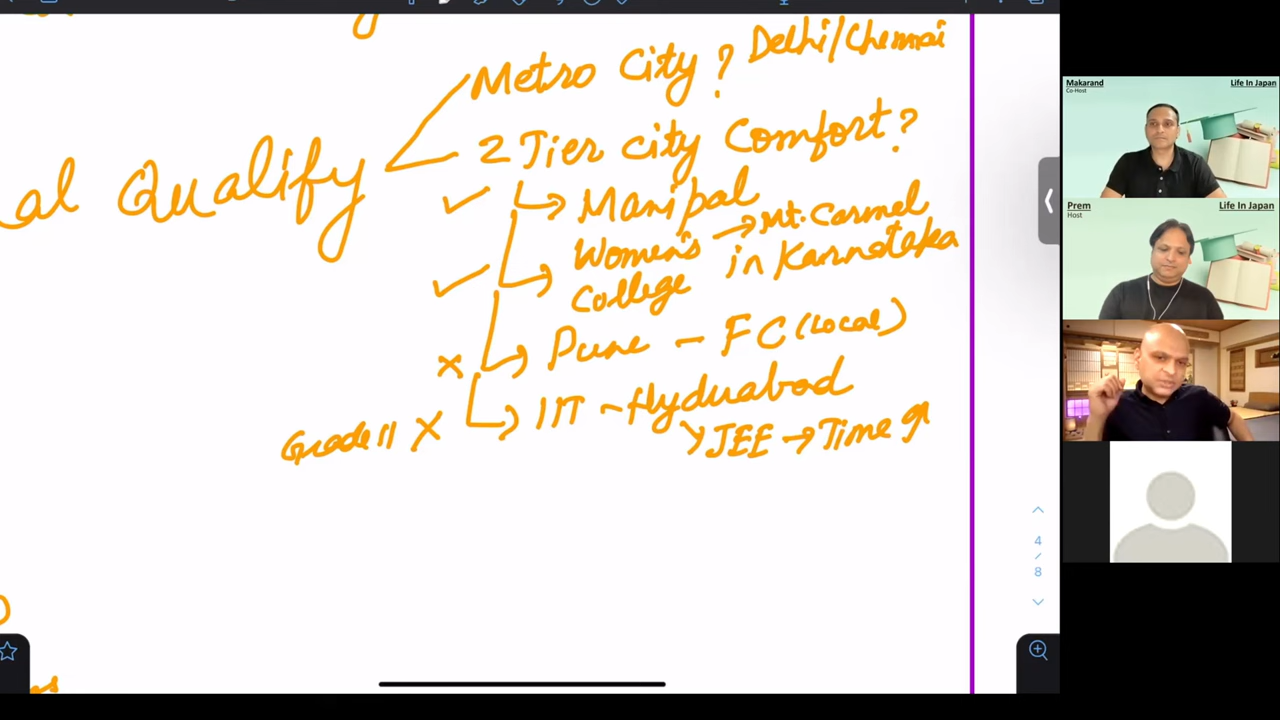 Metro City? Delhi/Chennai
al Qualify
2 Tier city Comfort?
Manipal
Women's College → Mt. Carmel in Karnataka
x Pune - FC (Local)
Grade 11 x IIT - Hyderabad
JEE → Time
4
/
8
Makarand
Co-Host
Life In Japan
Prem
Host
Life In Japan